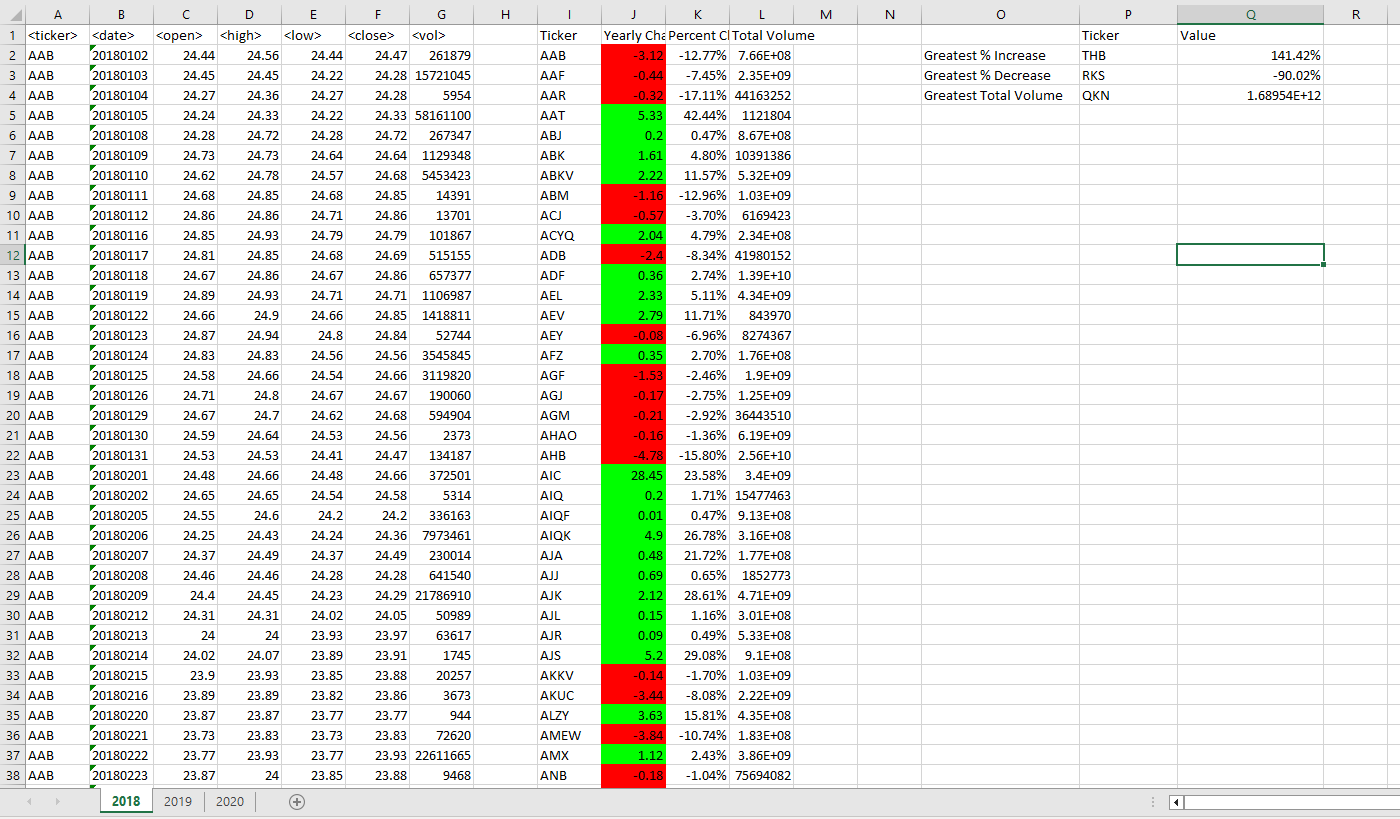 A B C D E F G H I J K L M N O P Q R
1 <ticker> <date> <open> <high> <low> <close> <vol> Ticker Yearly Cha Percent Cl Total Volume Ticker Value
2 AAB 20180102 24.44 24.56 24.44 24.47 261879 AAB -3.12 -12.77% 7.66E+08 Greatest % Increase THB 141.42%
3 AAB 20180103 24.45 24.45 24.22 24.28 15721045 AAF -0.44 -7.45% 2.35E+09 Greatest % Decrease RKS -90.02%
4 AAB 20180104 24.27 24.36 24.27 24.28 5954 AAR -0.32 -17.11% 44163252 Greatest Total Volume QKN 1.68954E+12
5 AAB 20180105 24.24 24.33 24.22 24.33 58161100 AAT 5.33 42.44% 1121804
6 AAB 20180108 24.28 24.72 24.28 24.72 267347 ABJ 0.2 0.47% 8.67E+08
7 AAB 20180109 24.73 24.73 24.64 24.64 1129348 ABK 1.61 4.80% 10391386
8 AAB 20180110 24.62 24.78 24.57 24.68 5453423 ABKV 2.22 11.57% 5.32E+09
9 AAB 20180111 24.68 24.85 24.68 24.85 14391 ABM -1.16 -12.96% 1.03E+09
10 AAB 20180112 24.86 24.86 24.71 24.86 13701 ACJ -0.57 -3.70% 6169423
11 AAB 20180116 24.85 24.93 24.79 24.79 101867 ACYQ 2.04 4.79% 2.34E+08
12 AAB 20180117 24.81 24.85 24.68 24.69 515155 ADB -2.4 -8.34% 41980152
13 AAB 20180118 24.67 24.86 24.67 24.86 657377 ADF 0.36 2.74% 1.39E+10
14 AAB 20180119 24.89 24.93 24.71 24.71 1106987 AEL 2.33 5.11% 4.34E+09
15 AAB 20180122 24.66 24.9 24.66 24.85 1418811 AEV 2.79 11.71% 843970
16 AAB 20180123 24.87 24.94 24.8 24.84 52744 AEY -0.08 -6.96% 8274367
17 AAB 20180124 24.83 24.83 24.56 24.56 3545845 AFZ 0.35 2.70% 1.76E+08
18 AAB 20180125 24.58 24.66 24.54 24.66 3119820 AGF -1.53 -2.46% 1.9E+09
19 AAB 20180126 24.71 24.8 24.67 24.67 190060 AGJ -0.17 -2.75% 1.25E+09
20 AAB 20180129 24.67 24.7 24.62 24.68 594904 AGM -0.21 -2.92% 36443510
21 AAB 20180130 24.59 24.64 24.53 24.56 2373 AHAO -0.16 -1.36% 6.19E+09
22 AAB 20180131 24.53 24.53 24.41 24.47 134187 AHB -4.78 -15.80% 2.56E+10
23 AAB 20180201 24.48 24.66 24.48 24.66 372501 AIC 28.45 23.58% 3.4E+09
24 AAB 20180202 24.65 24.65 24.54 24.58 5314 AIQ 0.2 1.71% 15477463
25 AAB 20180205 24.55 24.6 24.2 24.2 336163 AIQF 0.01 0.47% 9.13E+08
26 AAB 20180206 24.25 24.43 24.24 24.36 7973461 AIQK 4.9 26.78% 3.16E+08
27 AAB 20180207 24.37 24.49 24.37 24.49 230014 AJA 0.48 21.72% 1.77E+08
28 AAB 20180208 24.46 24.46 24.28 24.28 641540 AJJ 0.69 0.65% 1852773
29 AAB 20180209 24.4 24.45 24.23 24.29 21786910 AJK 2.12 28.61% 4.71E+09
30 AAB 20180212 24.31 24.31 24.02 24.05 50989 AJL 0.15 1.16% 3.01E+08
31 AAB 20180213 24 24 23.93 23.97 63617 AJR 0.09 0.49% 5.33E+08
32 AAB 20180214 24.02 24.07 23.89 23.91 1745 AJS 5.2 29.08% 9.1E+08
33 AAB 20180215 23.9 23.93 23.85 23.88 20257 AKKV -0.14 -1.70% 1.03E+09
34 AAB 20180216 23.89 23.89 23.82 23.86 3673 AKUC -3.44 -8.08% 2.22E+09
35 AAB 20180220 23.87 23.87 23.77 23.77 944 ALZY 3.63 15.81% 4.35E+08
36 AAB 20180221 23.73 23.83 23.73 23.83 72620 AMEW -3.84 -10.74% 1.83E+08
37 AAB 20180222 23.77 23.93 23.77 23.93 22611665 AMX 1.12 2.43% 3.86E+09
38 AAB 20180223 23.87 24 23.85 23.88 9468 ANB -0.18 -1.04% 75694082
2018 2019 2020